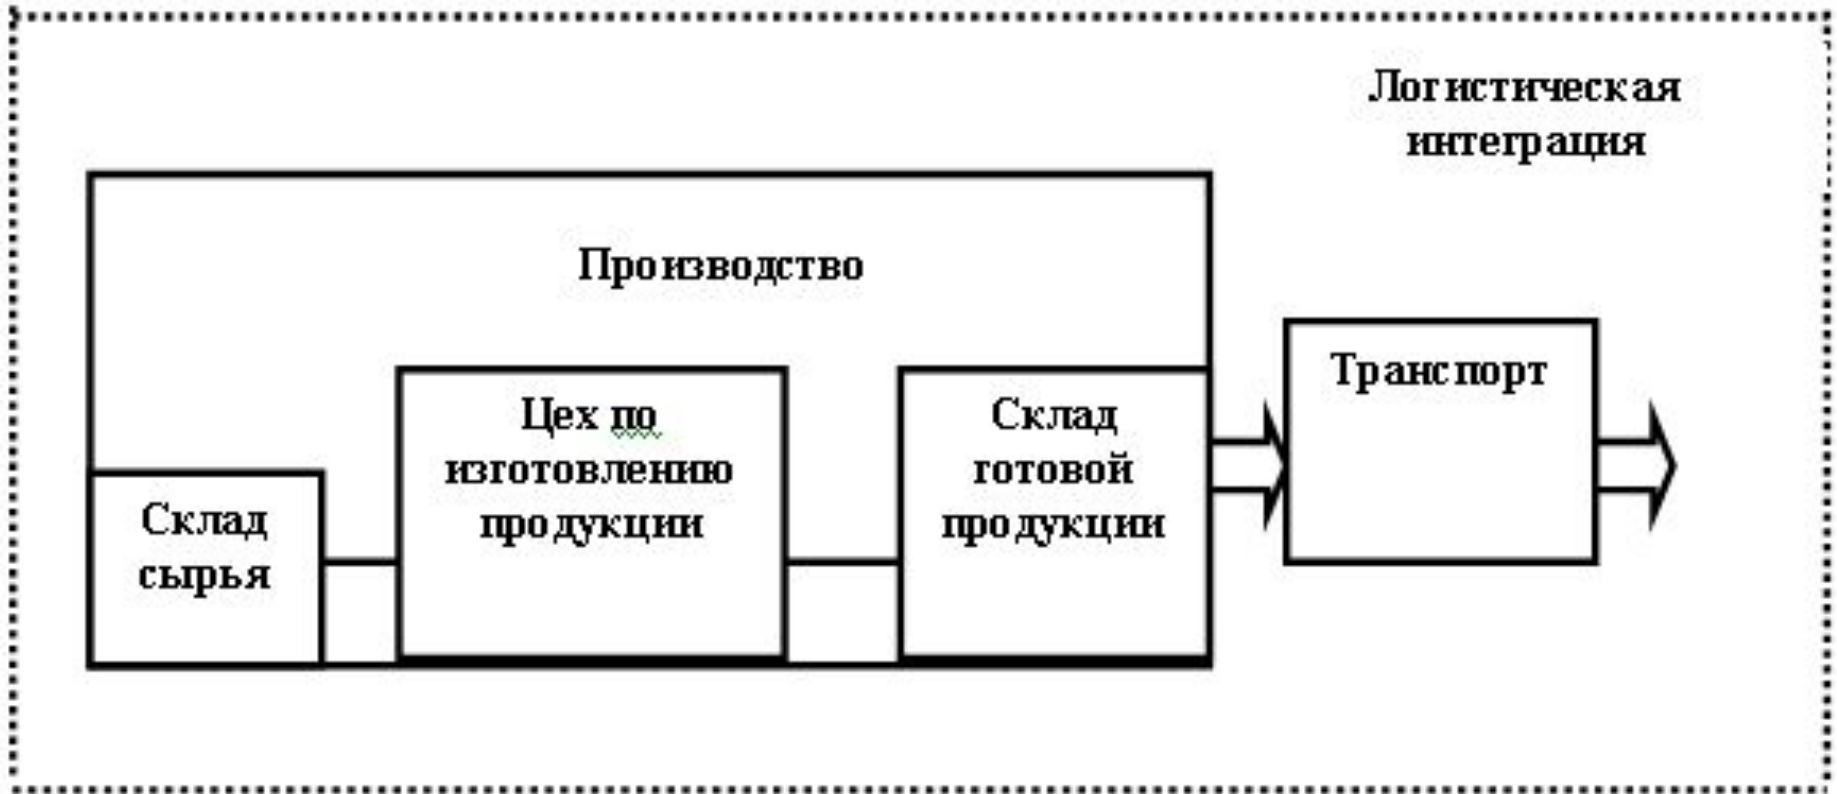 Логистическая
интеграция
Производство
Склад
сырья
Цех по
изготовлению
продукции
Склад
готовой
продукции
Транспорт